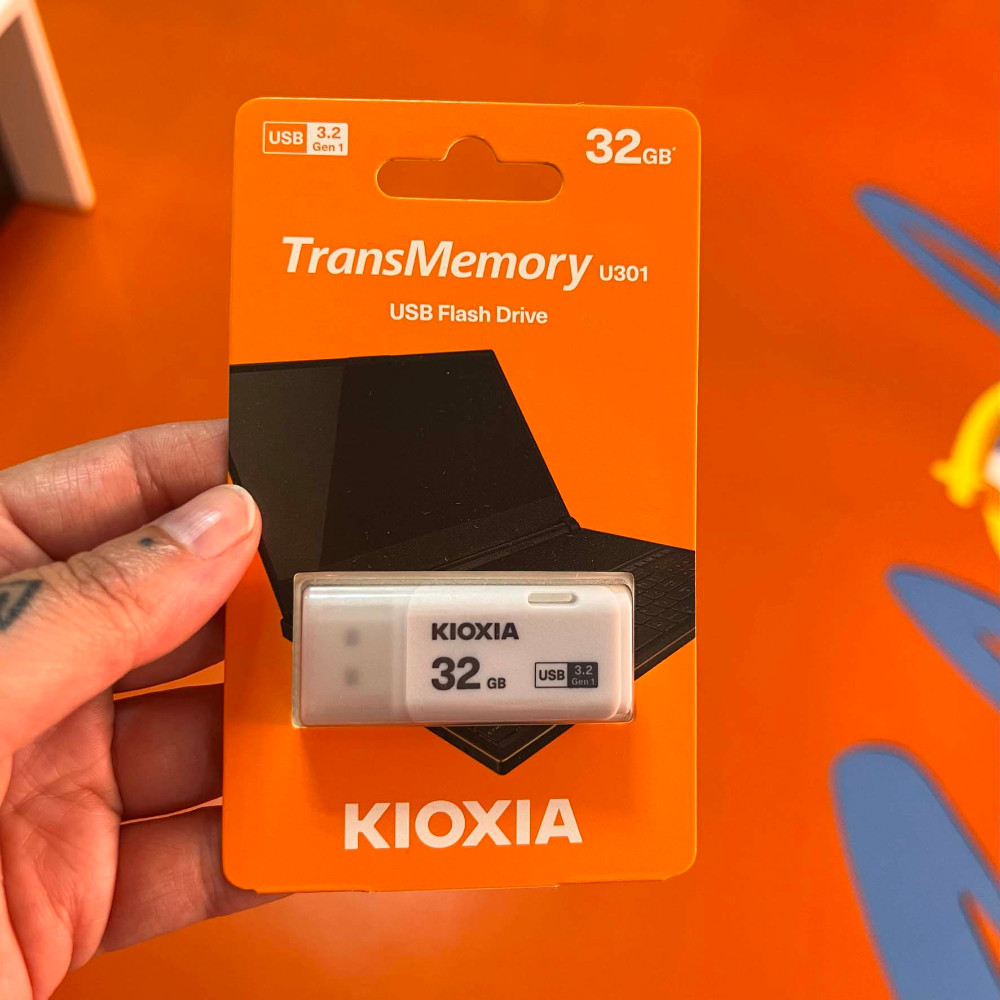 USB 3.2 Gen 1
32GB*
TransMemory U301
USB Flash Drive
KIOXIA
32 GB
USB 3.2 Gen 1
KIOXIA